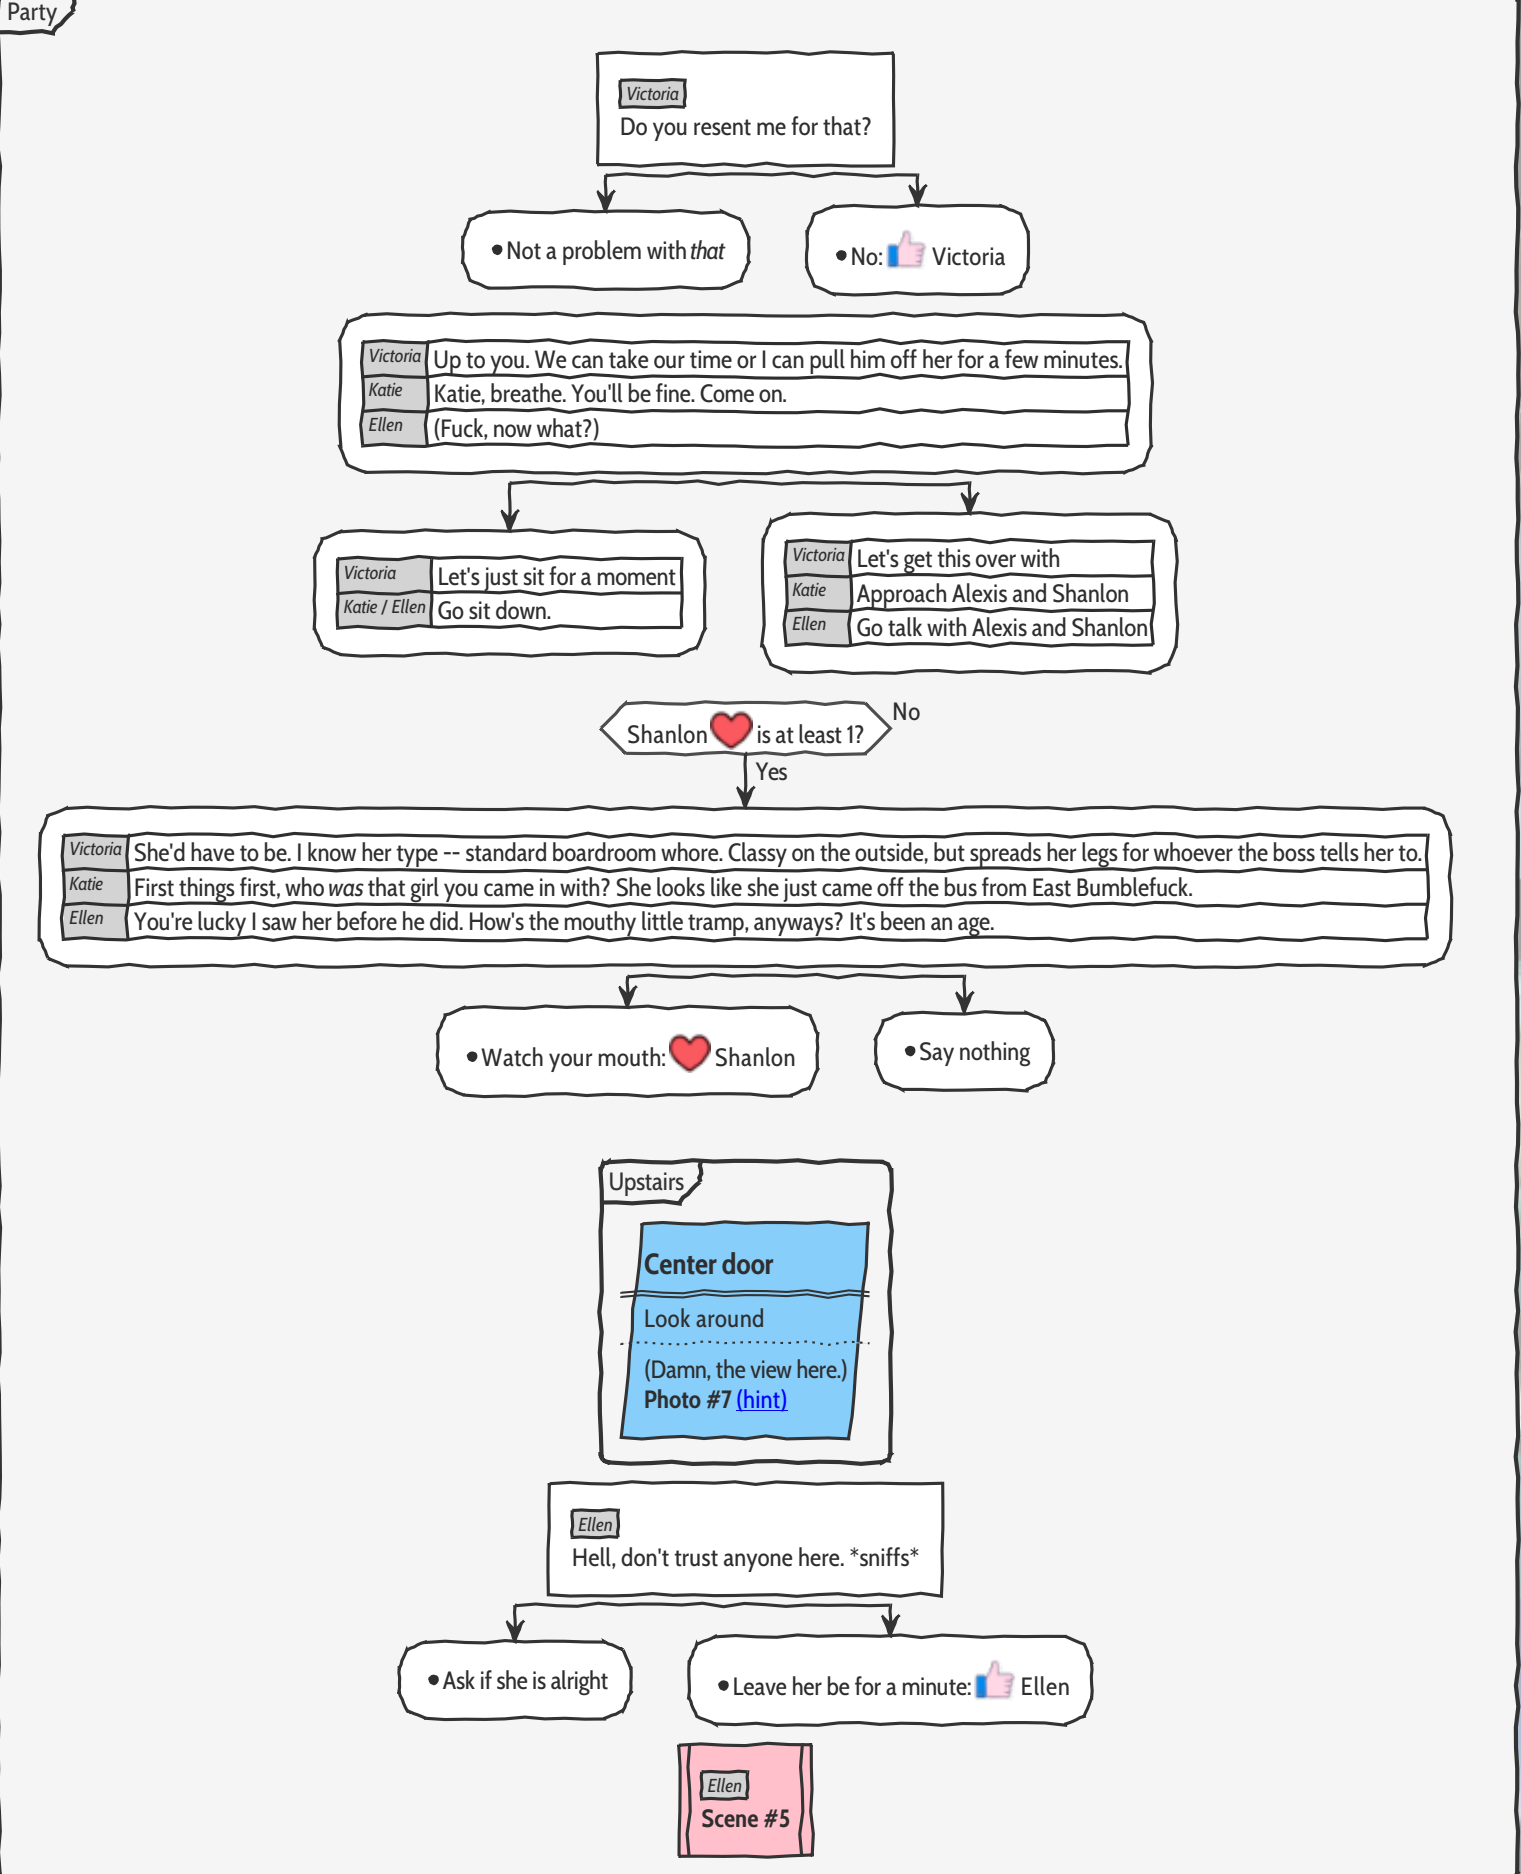 Party
Victoria
Do you resent me for that?
• Not a problem with that
• No: Victoria
Victoria Up to you. We can take our time or I can pull him off her for a few minutes.
Katie Katie, breathe. You'll be fine. Come on.
Ellen (Fuck, now what?)
Victoria Let's just sit for a moment
Katie / Ellen Go sit down.
Victoria Let's get this over with
Katie Approach Alexis and Shanlon
Ellen Go talk with Alexis and Shanlon
Shanlon is at least 1?
No
Yes
Victoria She'd have to be. I know her type -- standard boardroom whore. Classy on the outside, but spreads her legs for whoever the boss tells her to.
Katie First things first, who was that girl you came in with? She looks like she just came off the bus from East Bumblefuck.
Ellen You're lucky I saw her before he did. How's the mouthy little tramp, anyways? It's been an age.
• Watch your mouth: Shanlon
• Say nothing
Upstairs
Center door
Look around
(Damn, the view here.)
Photo #7 (hint)
Ellen
Hell, don't trust anyone here. *sniffs*
• Ask if she is alright
• Leave her be for a minute: Ellen
Ellen
Scene #5